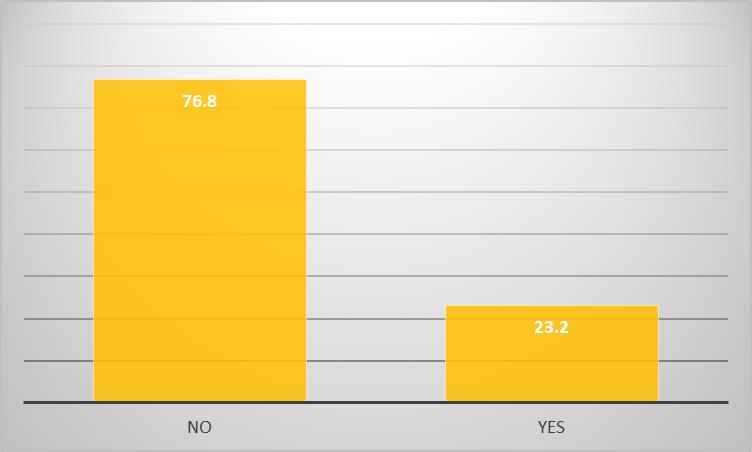 76.8
23.2
NO
YES